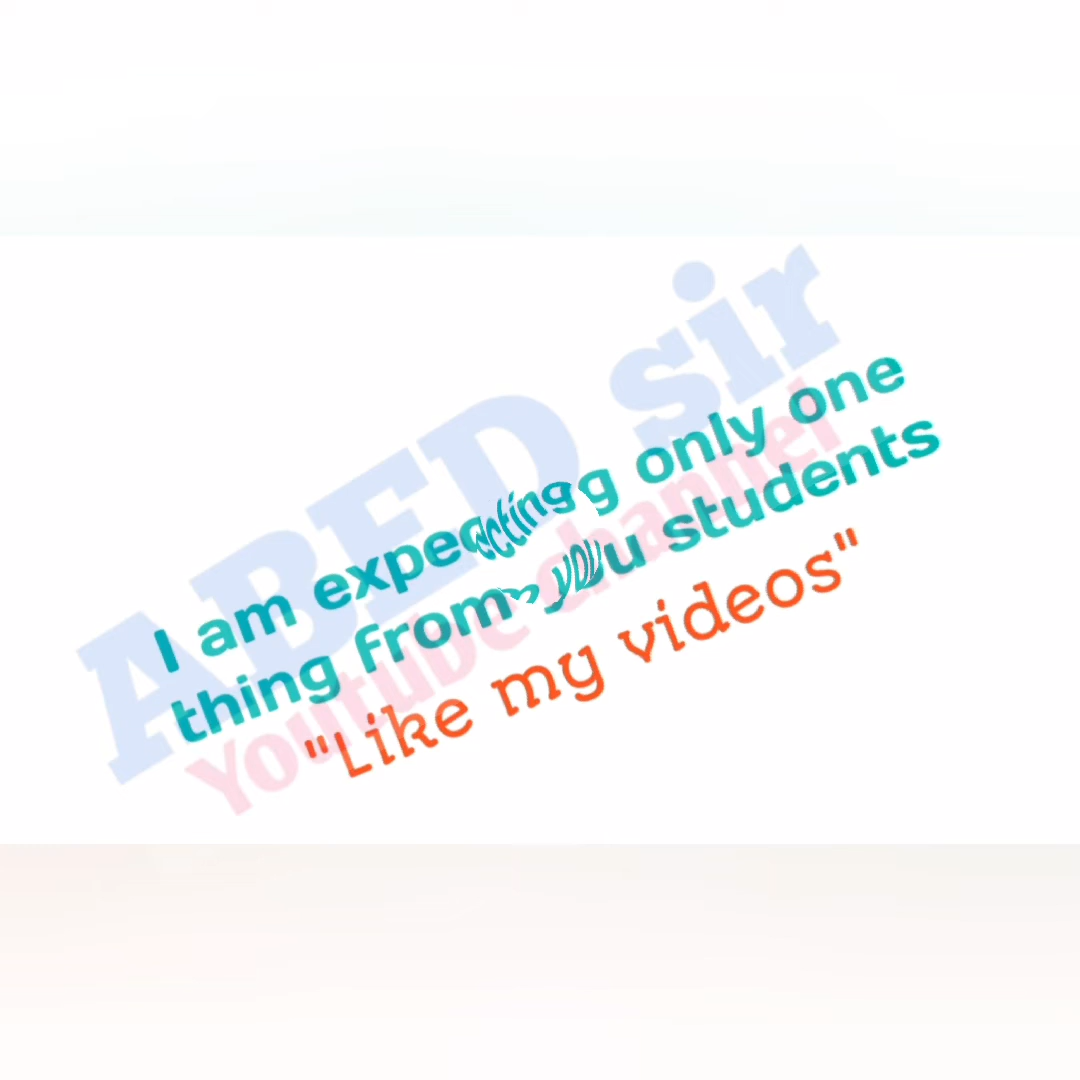 ABED sir
Youtube channel
I am expecting only one
thing from you students
"Like my videos"